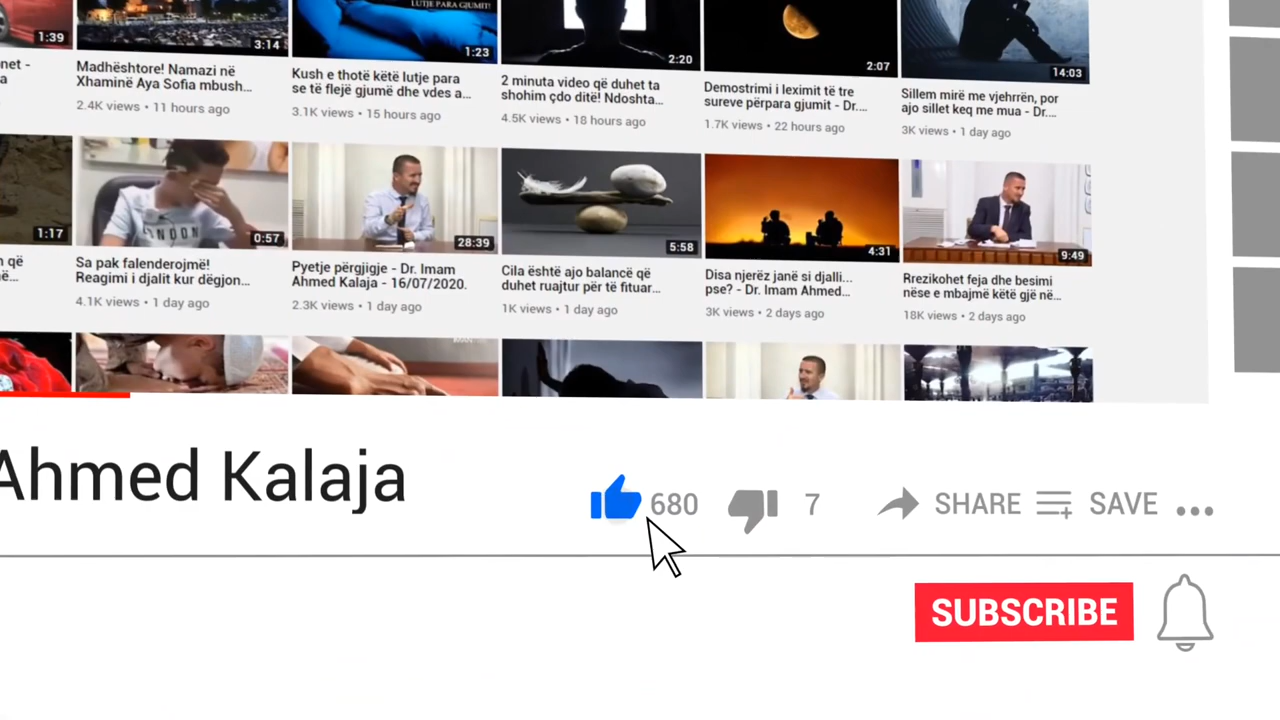 LUTJE PARA GJUMIT!
1:39
3:14
1:23
2:20
2:07
14:03
net -
a
Madhështore! Namazi në
Xhaminë Aya Sofia mbush...
2.4K views • 11 hours ago
Kush e thotë këtë lutje para
se të flejë gjumë dhe vdes a...
3.1K views • 15 hours ago
2 minuta video që duhet ta
shohim çdo ditë! Ndoshta...
4.5K views • 18 hours ago
Demostrimi i leximit të tre
sureve përpara gjumit - Dr....
1.7K views • 22 hours ago
Sillem mirë me vjehrrën, por
ajo sillet keq me mua - Dr....
3K views • 1 day ago
1:17
NDON
0:57
28:39
5:58
4:31
9:49
që
Sa pak falenderojmë!
Reagimi i djalit kur dëgjon...
4.1K views • 1 day ago
Pyetje përgjigje - Dr. Imam
Ahmed Kalaja - 16/07/2020.
2.3K views • 1 day ago
Cila është ajo balancë që
duhet ruajtur për të fituar...
1K views • 1 day ago
Disa njerëz janë si djalli...
pse? - Dr. Imam Ahmed...
3K views • 2 days ago
Rrezikohet feja dhe besimi
nëse e mbajmë këtë gjë në...
18K views • 2 days ago
Ahmed Kalaja
680
7
SHARE
SAVE
SUBSCRIBE